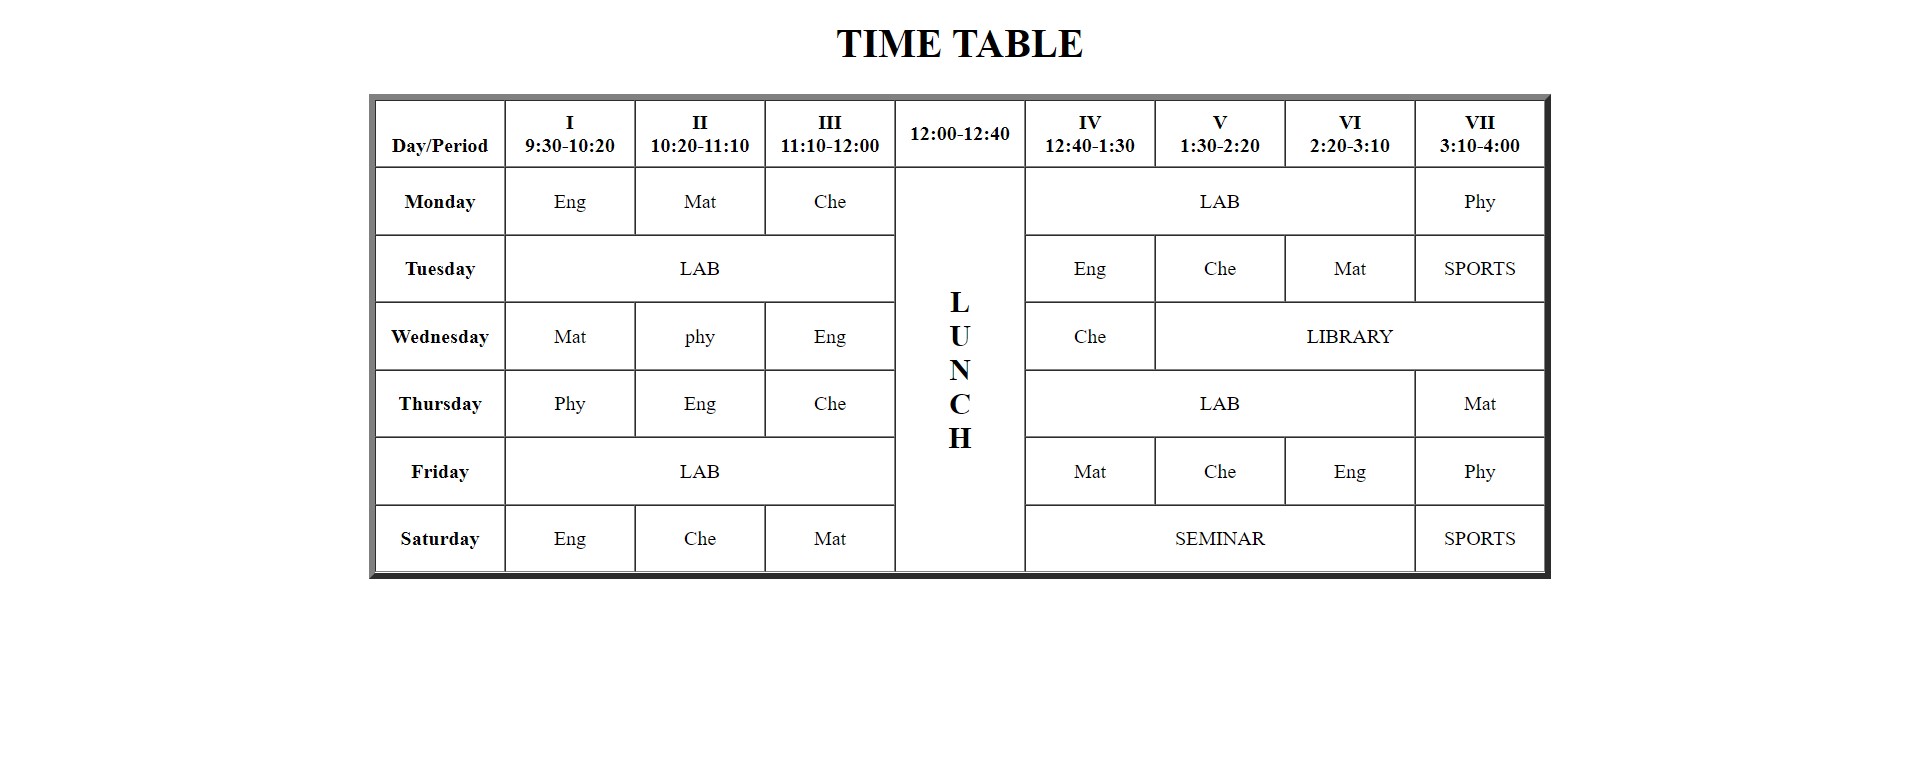 TIME TABLE
Day/Period I 9:30-10:20 II 10:20-11:10 III 11:10-12:00 12:00-12:40 IV 12:40-1:30 V 1:30-2:20 VI 2:20-3:10 VII 3:10-4:00
Monday Eng Mat Che LAB Phy
Tuesday LAB Eng Che Mat SPORTS
Wednesday Mat phy Eng Che LIBRARY
Thursday Phy Eng Che LAB Mat
Friday LAB Mat Che Eng Phy
Saturday Eng Che Mat SEMINAR SPORTS
L
U
N
C
H